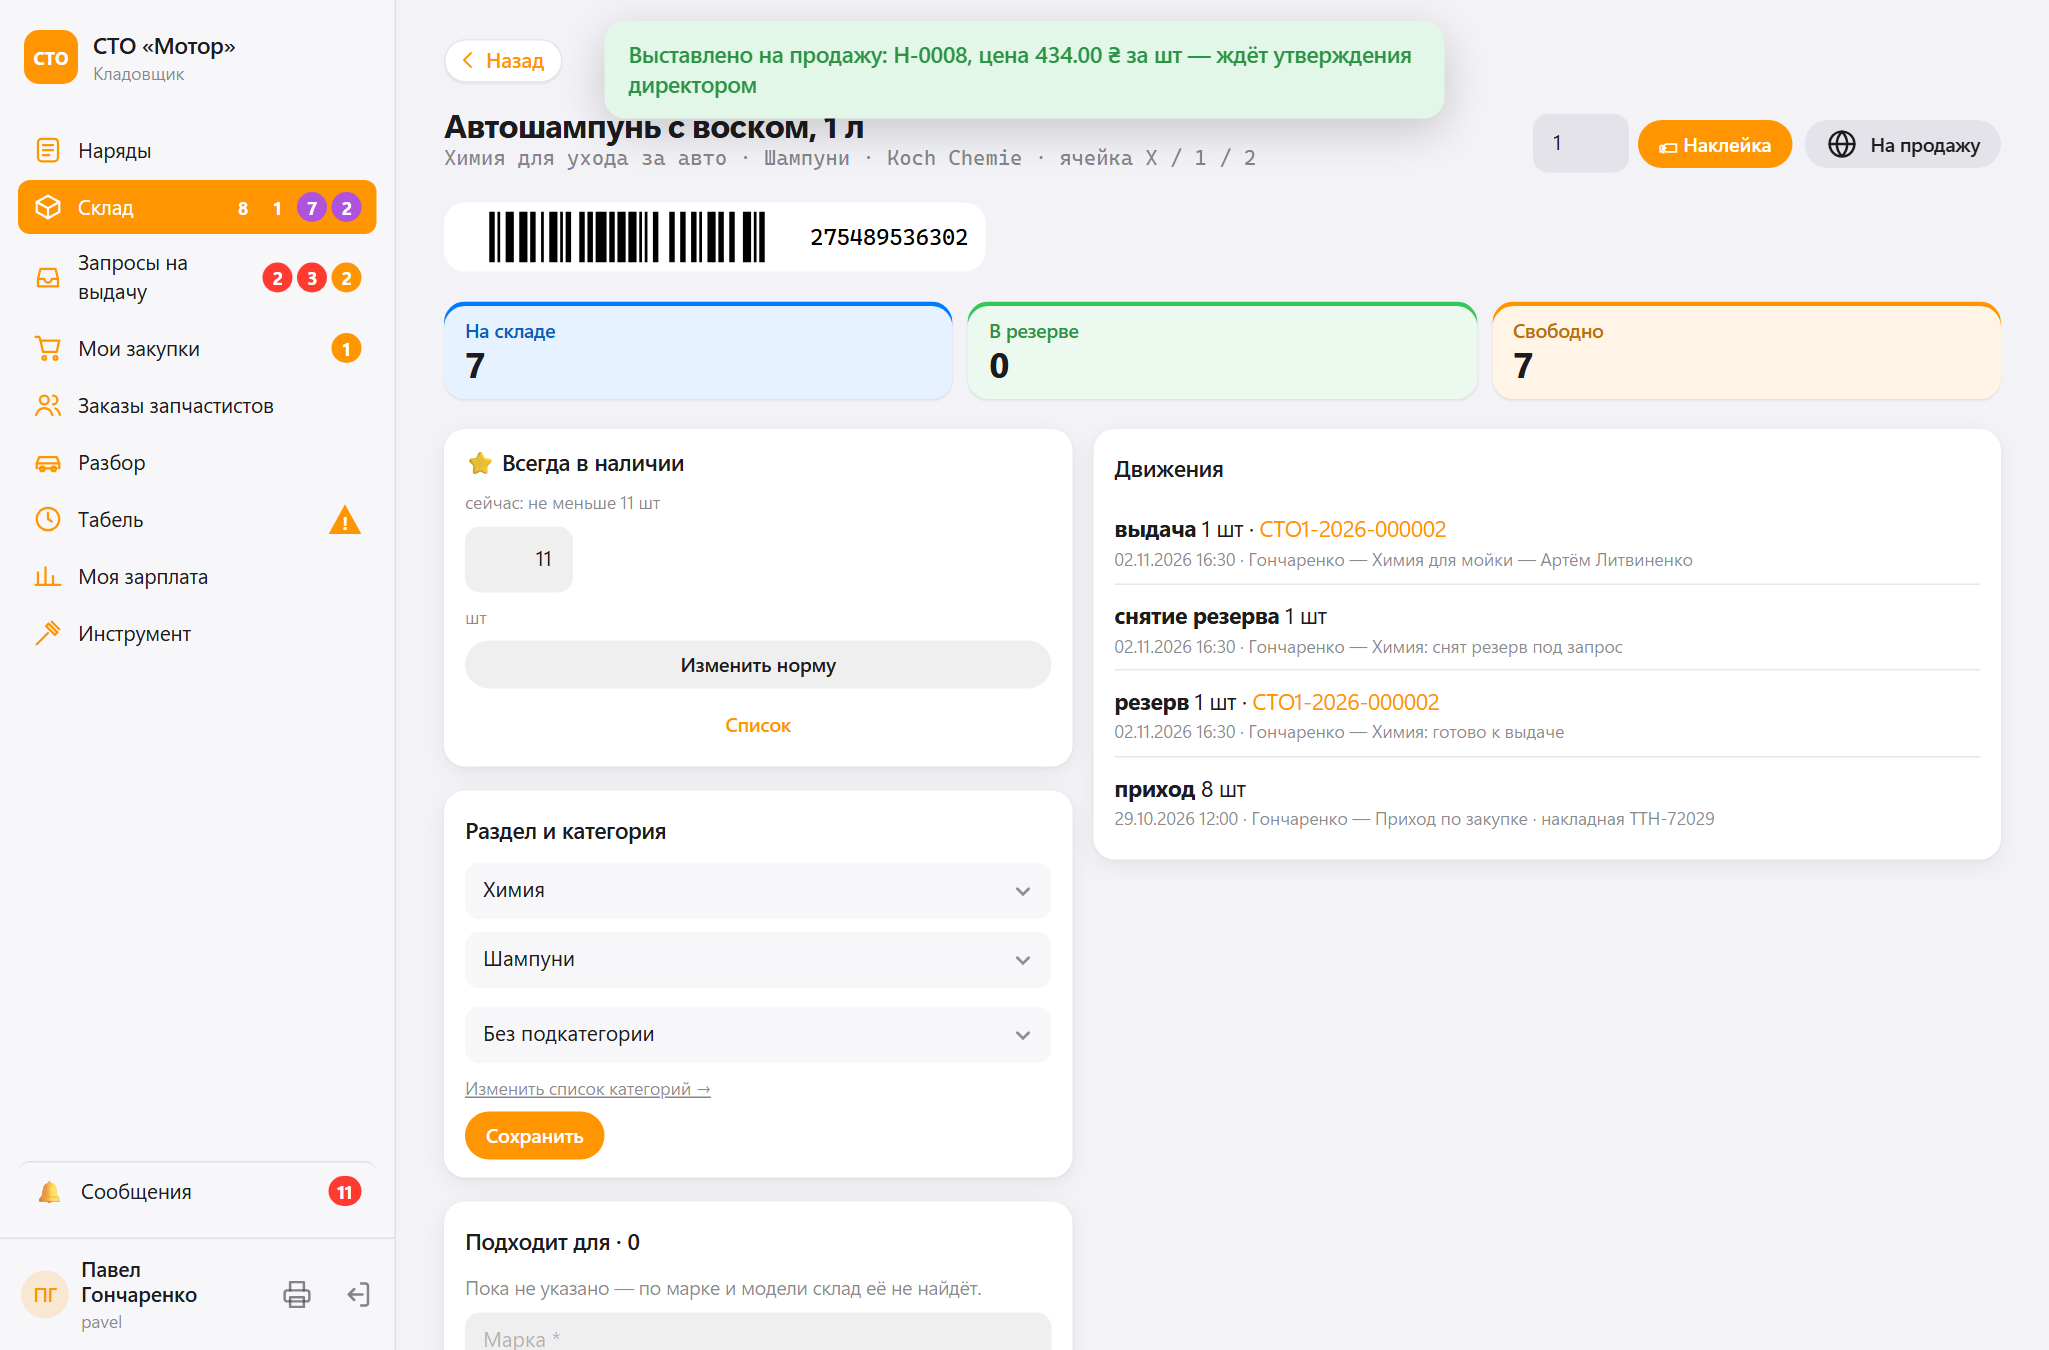 СТО
СТО «Мотор»
Кладовщик
Наряды
Склад 8 1 7 2
Запросы на
выдачу
2 3 2
Мои закупки 1
Заказы запчастистов
Разбор
Табель
Моя зарплата
Инструмент
Сообщения 11
ПГ
Павел
Гончаренко
pavel
Назад
Выставлено на продажу: Н-0008, цена 434.00 ₴ за шт — ждёт утверждения
директором
Автошампунь с воском, 1 л
Химия для ухода за авто · Шампуни · Koch Chemie · ячейка Х / 1 / 2
1
Наклейка
На продажу
275489536302
На складе
7
В резерве
0
Свободно
7
Всегда в наличии
сейчас: не меньше 11 шт
11
шт
Изменить норму
Список
Раздел и категория
Химия
Шампуни
Без подкатегории
Изменить список категорий →
Сохранить
Подходит для · 0
Пока не указано — по марке и модели склад её не найдёт.
Марка *
Движения
выдача 1 шт · СТО1-2026-000002
02.11.2026 16:30 · Гончаренко — Химия для мойки — Артём Литвиненко
снятие резерва 1 шт
02.11.2026 16:30 · Гончаренко — Химия: снят резерв под запрос
резерв 1 шт · СТО1-2026-000002
02.11.2026 16:30 · Гончаренко — Химия: готово к выдаче
приход 8 шт
29.10.2026 12:00 · Гончаренко — Приход по закупке · накладная ТТН-72029